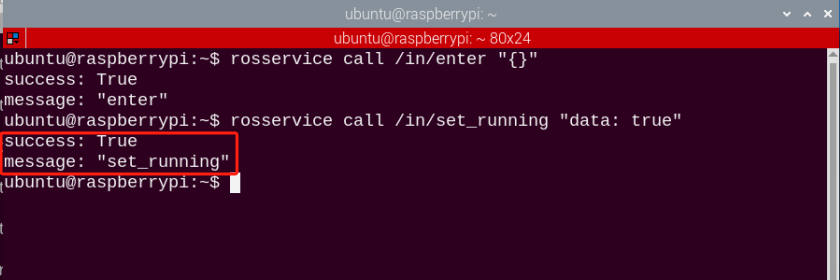 ubuntu@raspberrypi: ~
ubuntu@raspberrypi: ~ 80x24
ubuntu@raspberrypi:~$ rosservice call /in/enter "{}"
success: True
message: "enter"
ubuntu@raspberrypi:~$ rosservice call /in/set_running "data: true"
success: True
message: "set_running"
ubuntu@raspberrypi:~$